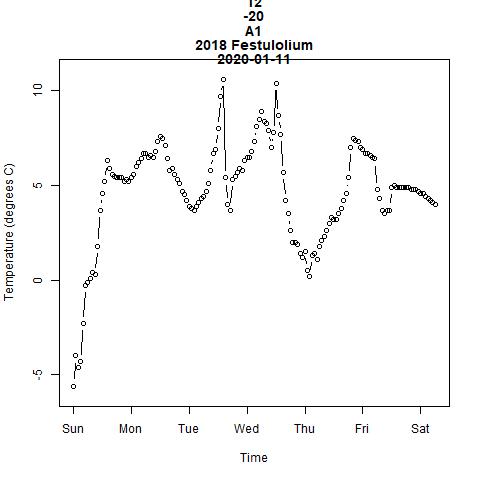 T2
-20
A1
2018 Festulolium
2020-01-11
10
5
0
-5
Temperature (degrees C)
Sun Mon Tue Wed Thu Fri Sat
Time